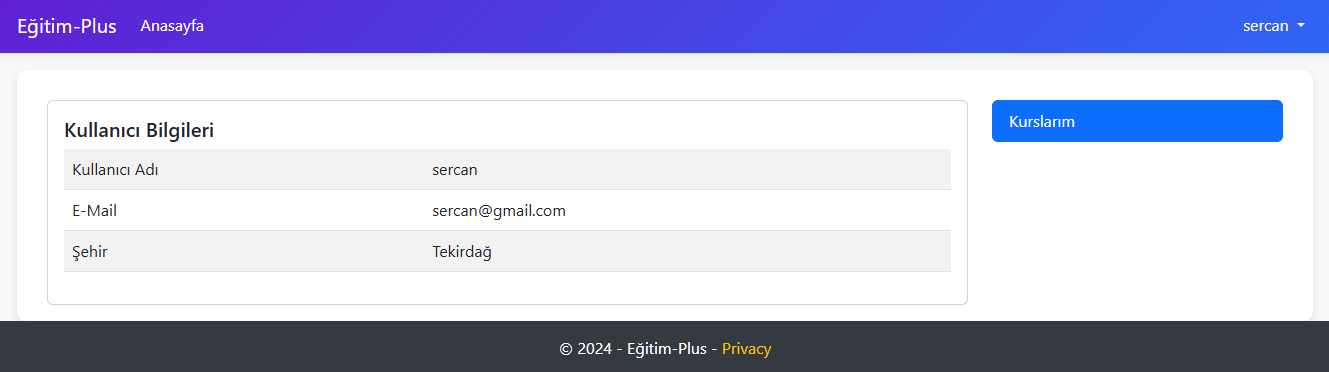 Eğitim-Plus Anasayfa sercan
Kullanıcı Bilgileri
Kullanıcı Adı sercan
E-Mail sercan@gmail.com
Şehir Tekirdağ
Kurslarım
© 2024 - Eğitim-Plus - Privacy